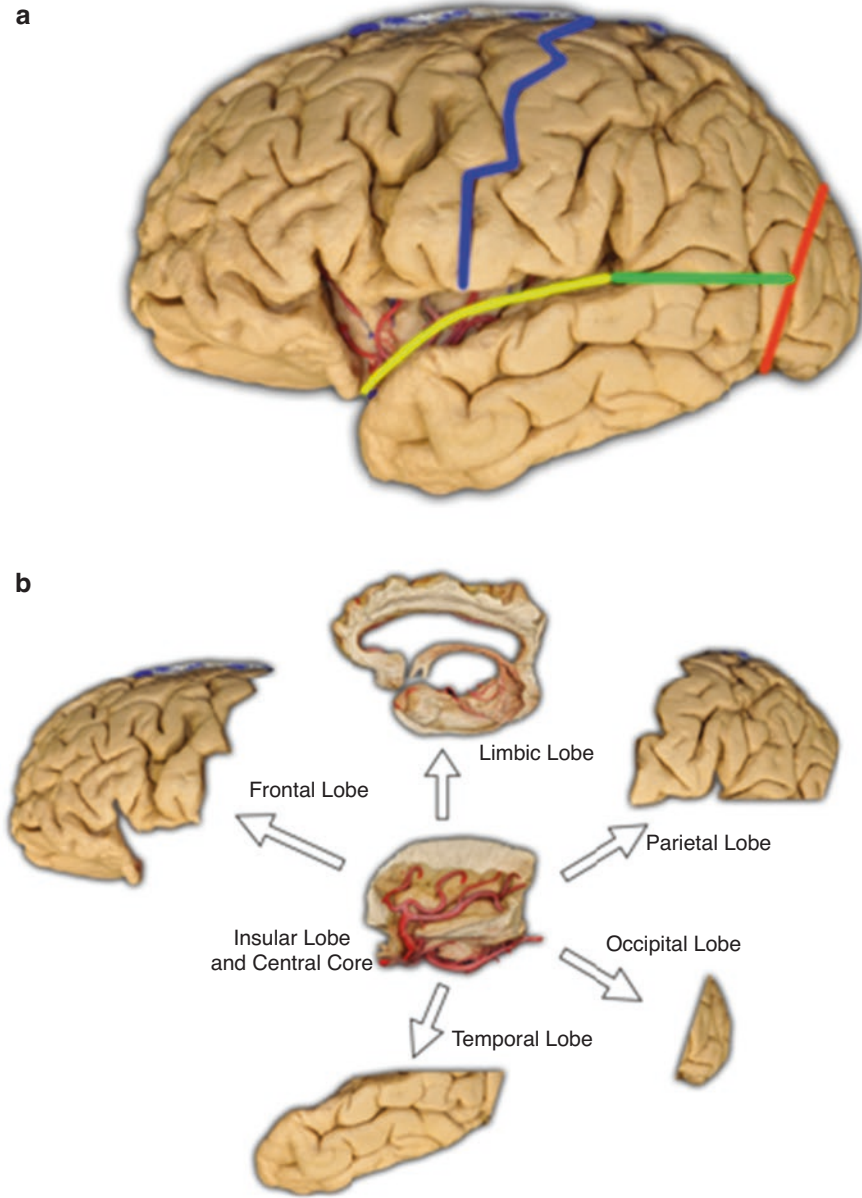 a
b
Limbic Lobe
Frontal Lobe
Parietal Lobe
Insular Lobe
and Central Core
Occipital Lobe
Temporal Lobe